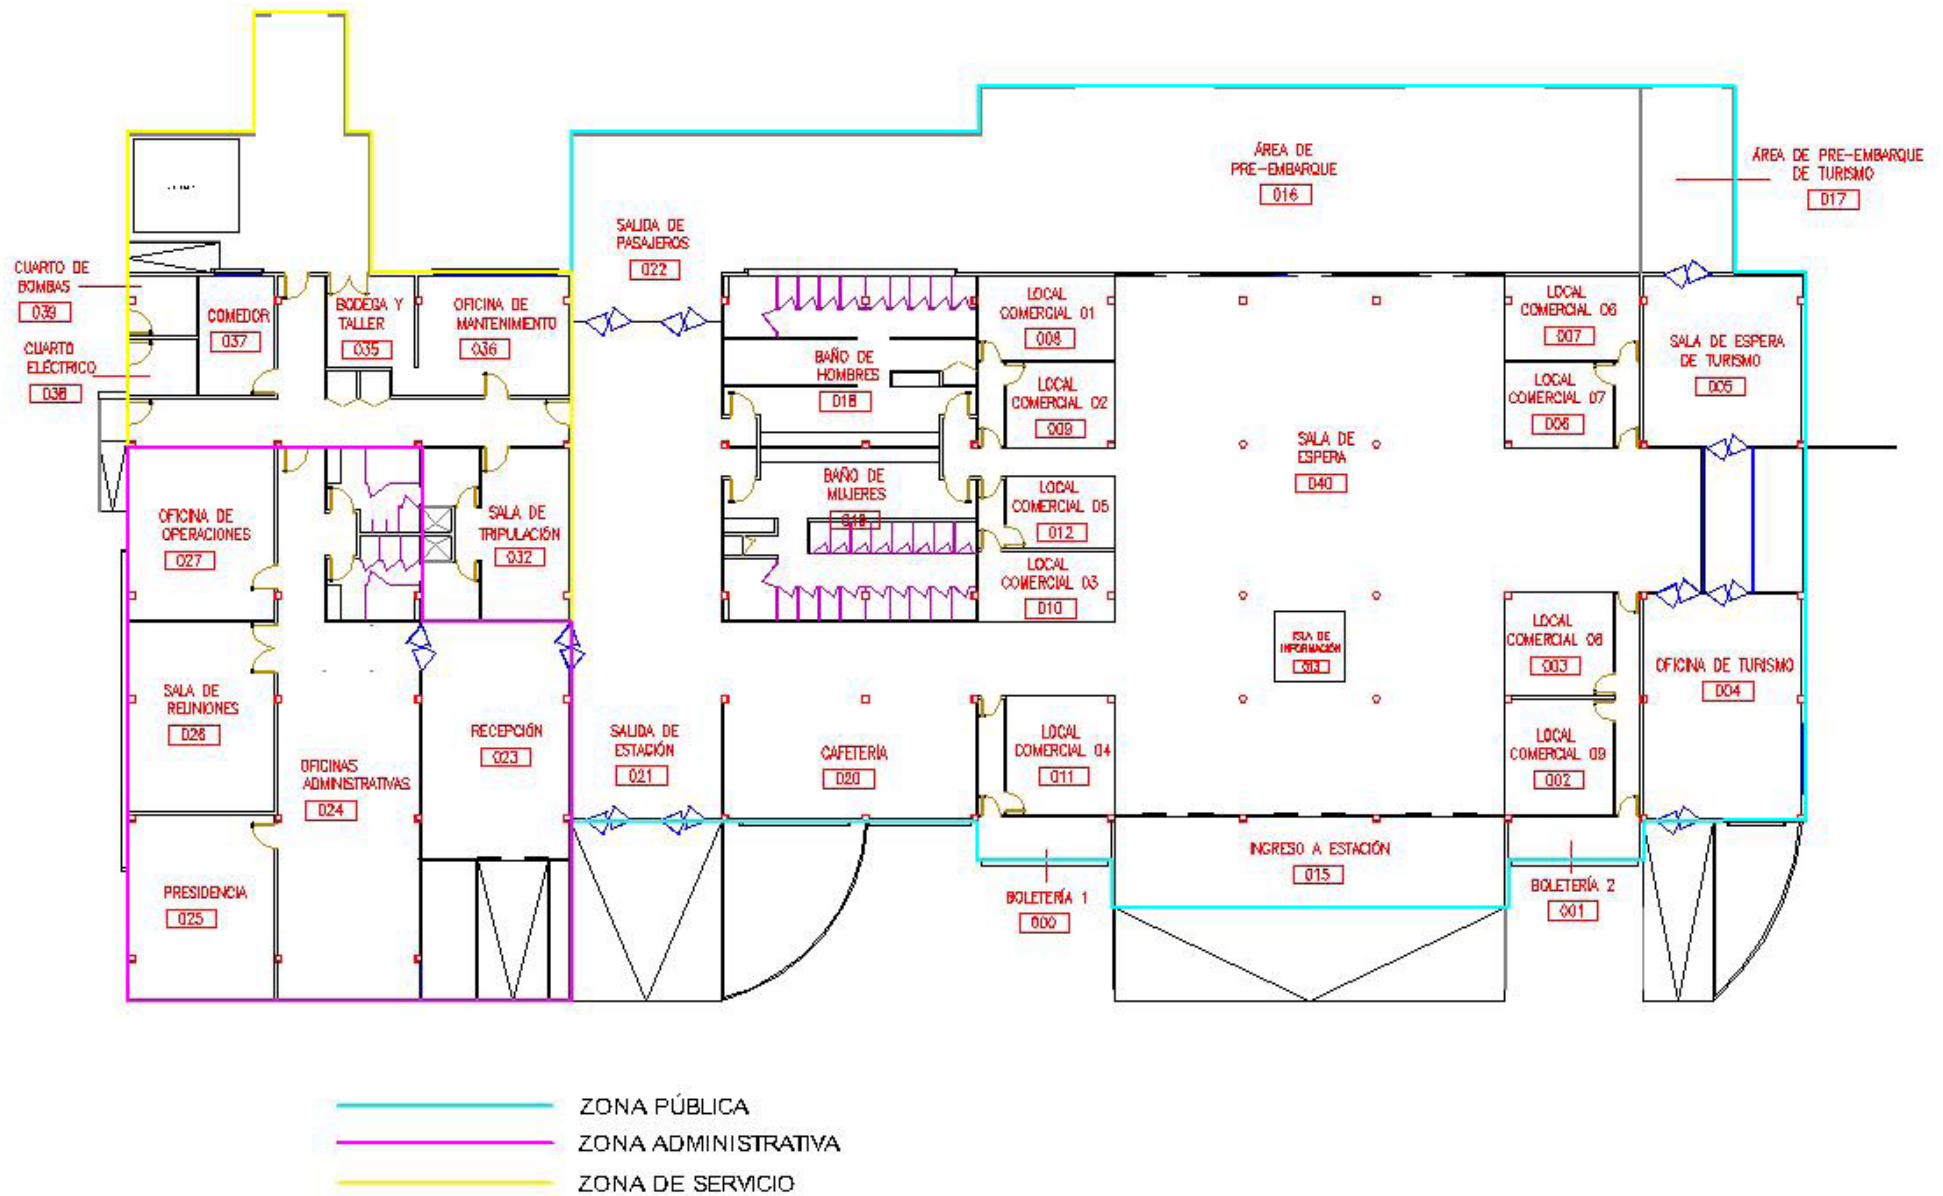 ÁREA DE
PRE-EMBARQUE
016
ÁREA DE PRE-EMBARQUE
DE TURISMO
017
SALIDA DE
PASAJEROS
022
CUARTO DE
BOMBAS
039
CUARTO
ELÉCTRICO
038
COMEDOR
037
BODEGA Y
TALLER
035
OFICINA DE
MANTENIMIENTO
036
BAÑO DE
HOMBRES
018
LOCAL
COMERCIAL 01
008
LOCAL
COMERCIAL 02
009
LOCAL
COMERCIAL 06
007
LOCAL
COMERCIAL 07
006
SALA DE ESPERA
DE TURISMO
005
SALA DE
ESPERA
040
BAÑO DE
MUJERES
019
LOCAL
COMERCIAL 05
012
LOCAL
COMERCIAL 03
010
OFICINA DE
OPERACIONES
027
SALA DE
TRIPULACIÓN
032
ISLA DE
INFORMACIÓN
013
LOCAL
COMERCIAL 08
003
OFICINA DE TURISMO
004
SALA DE
REUNIONES
026
OFICINAS
ADMINISTRATIVAS
024
RECEPCIÓN
023
SALIDA DE
ESTACIÓN
021
CAFETERÍA
020
LOCAL
COMERCIAL 04
011
LOCAL
COMERCIAL 09
002
PRESIDENCIA
025
BOLETERÍA 1
000
INGRESO A ESTACIÓN
015
BOLETERÍA 2
001
ZONA PÚBLICA
ZONA ADMINISTRATIVA
ZONA DE SERVICIO